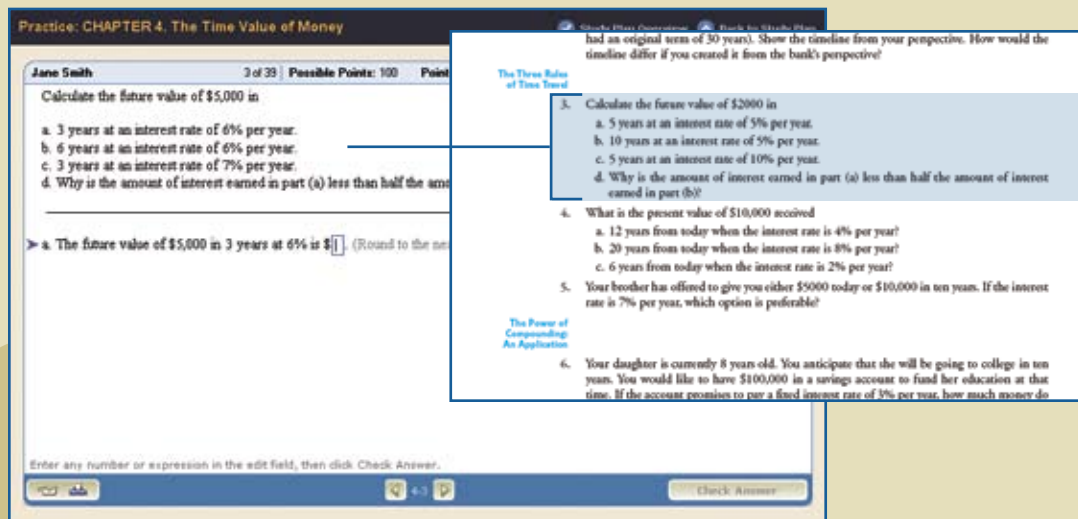 Practice: CHAPTER 4. The Time Value of Money
Study Plan Overview Back to Study Plan
Jane Smith 3 of 39 Possible Points: 100 Point
Calculate the future value of $5,000 in
a. 3 years at an interest rate of 6% per year.
b. 6 years at an interest rate of 6% per year.
c. 3 years at an interest rate of 7% per year.
d. Why is the amount of interest earned in part (a) less than half the amo
a. The future value of $5,000 in 3 years at 6% is $ . (Round to the nea
Enter any number or expression in the edit field, then click Check Answer.
4-3
Check Answer
had an original term of 30 years). Show the timeline from your perspective. How would the
timeline differ if you created it from the bank's perspective?
The Three Rules
of Time Travel
3. Calculate the future value of $2000 in
a. 5 years at an interest rate of 5% per year.
b. 10 years at an interest rate of 5% per year.
c. 5 years at an interest rate of 10% per year.
d. Why is the amount of interest earned in part (a) less than half the amount of interest
earned in part (b)?
4. What is the present value of $10,000 received
a. 12 years from today when the interest rate is 4% per year?
b. 20 years from today when the interest rate is 8% per year?
c. 6 years from today when the interest rate is 2% per year?
5. Your brother has offered to give you either $5000 today or $10,000 in ten years. If the interest
rate is 7% per year, which option is preferable?
The Power of
Compounding:
An Application
6. Your daughter is currently 8 years old. You anticipate that she will be going to college in ten
years. You would like to have $100,000 in a savings account to fund her education at that
time. If the account promises to pay a fixed interest rate of 3% per year, how much money do